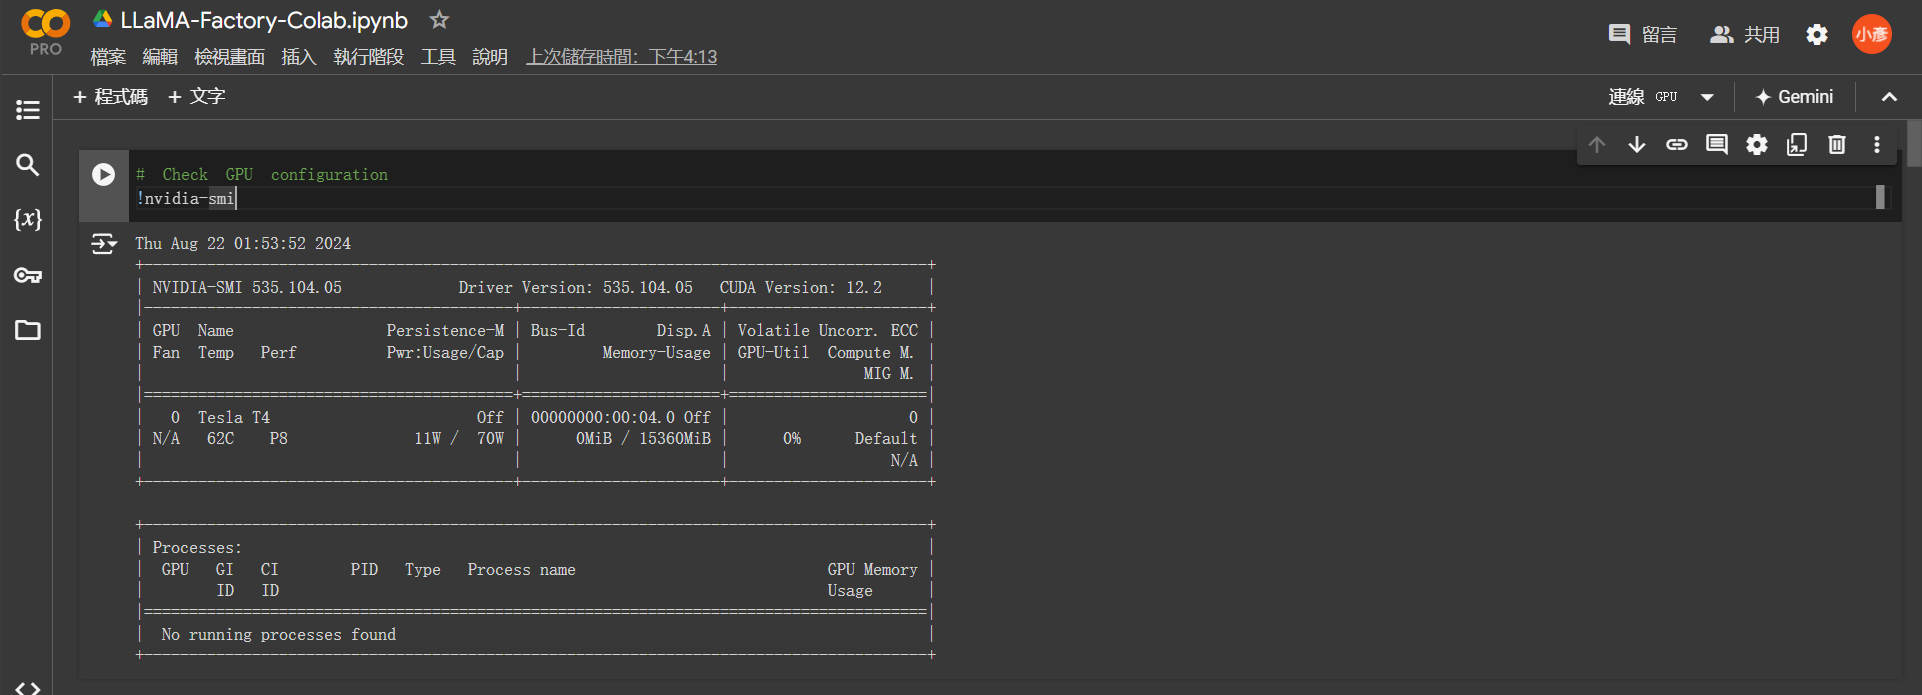 LLaMA-Factory-Colab.ipynb
PRO
檔案 編輯 檢視畫面 插入 執行階段 工具 說明 上次儲存時間：下午4:13
留言 共用 小彥
+ 程式碼 + 文字
連線 GPU Gemini
{x}
# Check GPU configuration
!nvidia-smi
Thu Aug 22 01:53:52 2024
+---------------------------------------------------------------------------------------+
| NVIDIA-SMI 535.104.05             Driver Version: 535.104.05   CUDA Version: 12.2     |
|-----------------------------------------+----------------------+----------------------+
| GPU  Name                 Persistence-M | Bus-Id        Disp.A | Volatile Uncorr. ECC |
| Fan  Temp   Perf          Pwr:Usage/Cap |         Memory-Usage | GPU-Util  Compute M. |
|                                         |                      |               MIG M. |
|=========================================+======================+======================|
|   0  Tesla T4                       Off | 00000000:00:04.0 Off |                    0 |
| N/A   62C    P8              11W /  70W |      0MiB / 15360MiB |      0%      Default |
|                                         |                      |                  N/A |
+-----------------------------------------+----------------------+----------------------+
+---------------------------------------------------------------------------------------+
| Processes:                                                                            |
|  GPU   GI   CI        PID   Type   Process name                            GPU Memory |
|        ID   ID                                                             Usage      |
|=======================================================================================|
|  No running processes found                                                           |
+---------------------------------------------------------------------------------------+